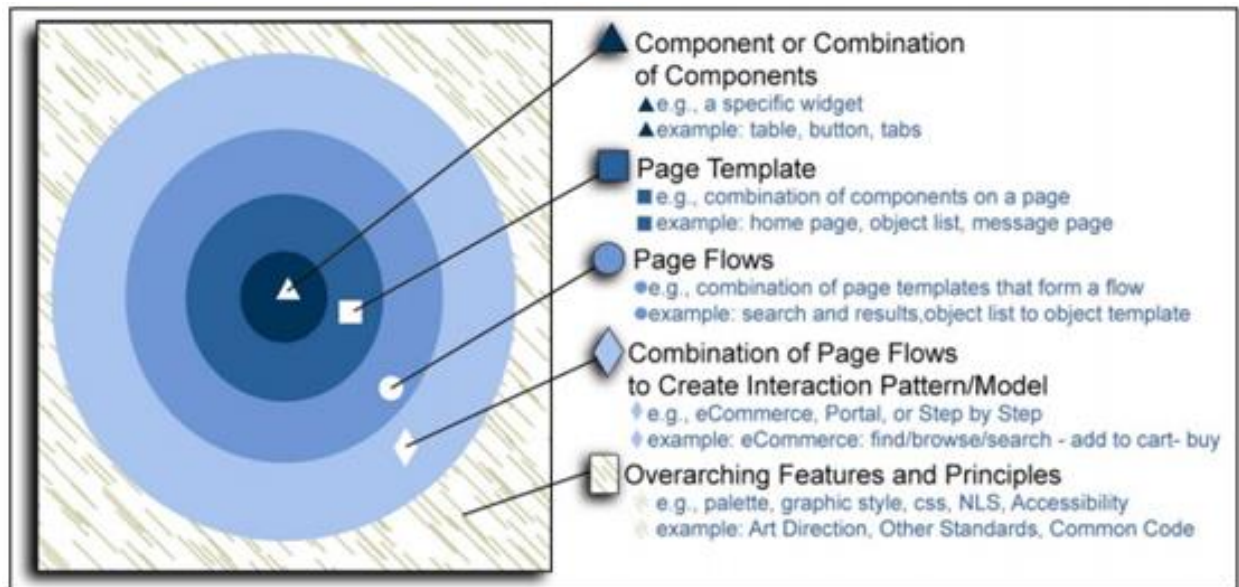 Component or Combination
of Components
e.g., a specific widget
example: table, button, tabs
Page Template
e.g., combination of components on a page
example: home page, object list, message page
Page Flows
e.g., combination of page templates that form a flow
example: search and results,object list to object template
Combination of Page Flows
to Create Interaction Pattern/Model
e.g., eCommerce, Portal, or Step by Step
example: eCommerce: find/browse/search - add to cart- buy
Overarching Features and Principles
e.g., palette, graphic style, css, NLS, Accessibility
example: Art Direction, Other Standards, Common Code